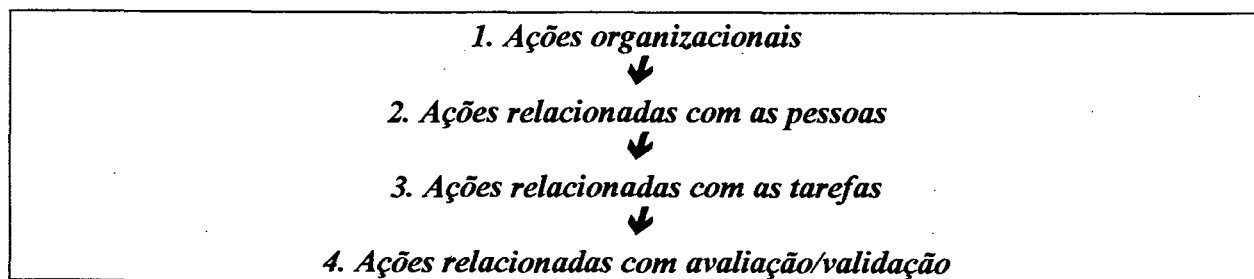 1. Ações organizacionais
2. Ações relacionadas com as pessoas
3. Ações relacionadas com as tarefas
4. Ações relacionadas com avaliação/validação